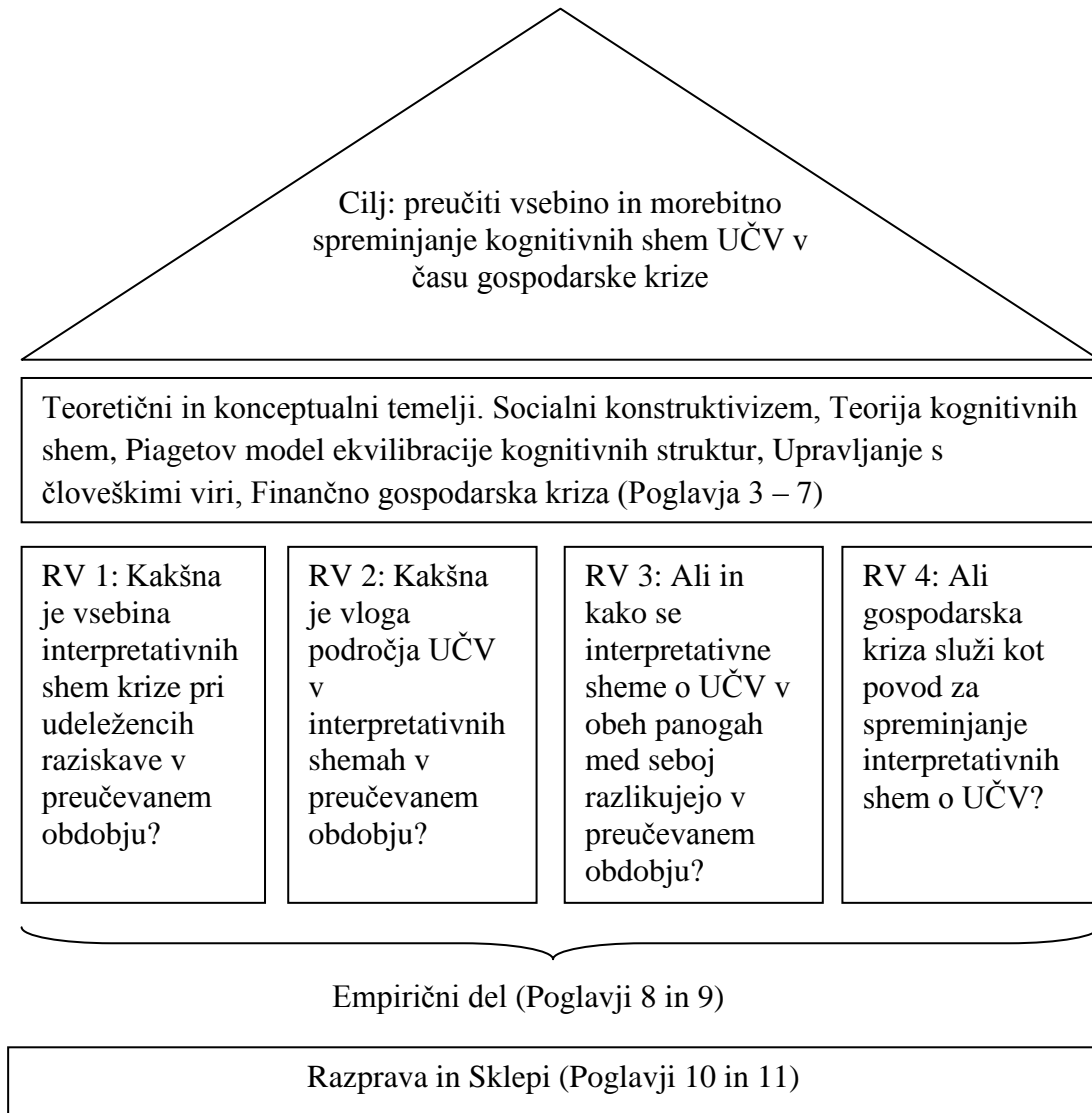 Cilj: preučiti vsebino in morebitno
spreminjanje kognitivnih shem UČV v
času gospodarske krize
Teoretični in konceptualni temelji. Socialni konstruktivizem, Teorija kognitivnih
shem, Piagetov model ekvilibracije kognitivnih struktur, Upravljanje s
človeškimi viri, Finančno gospodarska kriza (Poglavja 3 – 7)
RV 1: Kakšna
je vsebina
interpretativnih
shem krize pri
udeležencih
raziskave v
preučevanem
obdobju?
RV 2: Kakšna
je vloga
področja UČV
v
interpretativnih
shemah v
preučevanem
obdobju?
RV 3: Ali in
kako se
interpretativne
sheme o UČV v
obeh panogah
med seboj
razlikujejo v
preučevanem
obdobju?
RV 4: Ali
gospodarska
kriza služi kot
povod za
spreminjanje
interpretativnih
shem o UČV?
Empirični del (Poglavji 8 in 9)
Razprava in Sklepi (Poglavji 10 in 11)